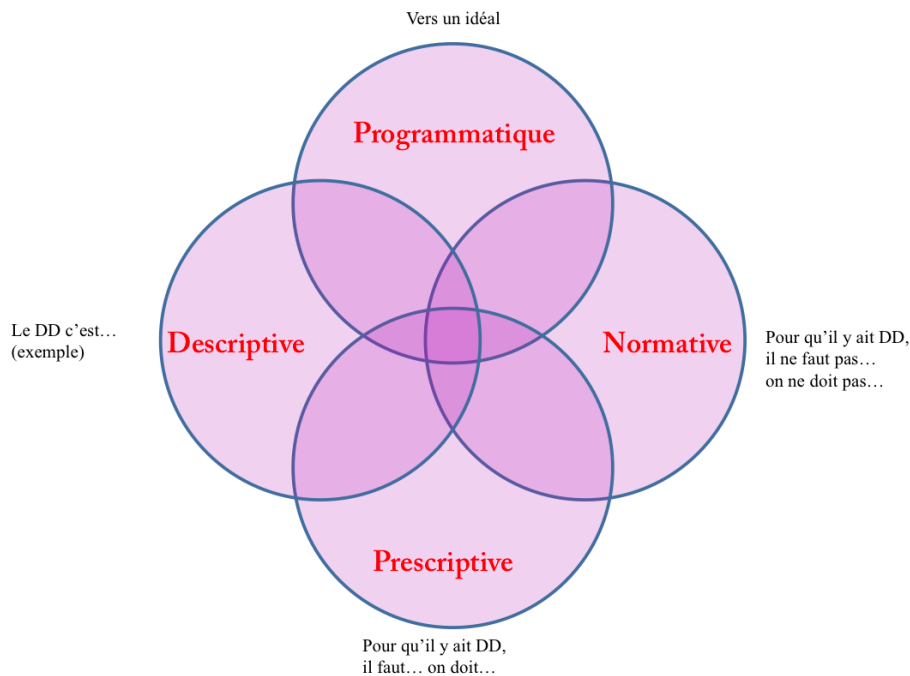 Vers un idéal
Programmatique
Le DD c'est…
(exemple)
Descriptive
Normative
Pour qu'il y ait DD,
il ne faut pas…
on ne doit pas…
Prescriptive
Pour qu'il y ait DD,
il faut… on doit…